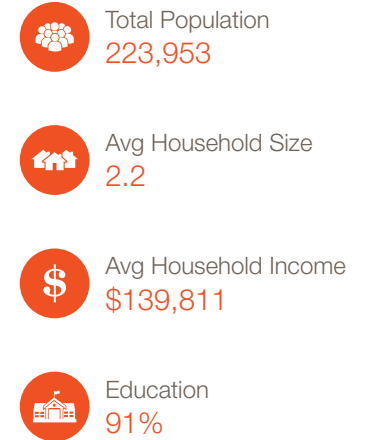 Total Population
223,953
Avg Household Size
2.2
Avg Household Income
$
$139,811
Education
91%